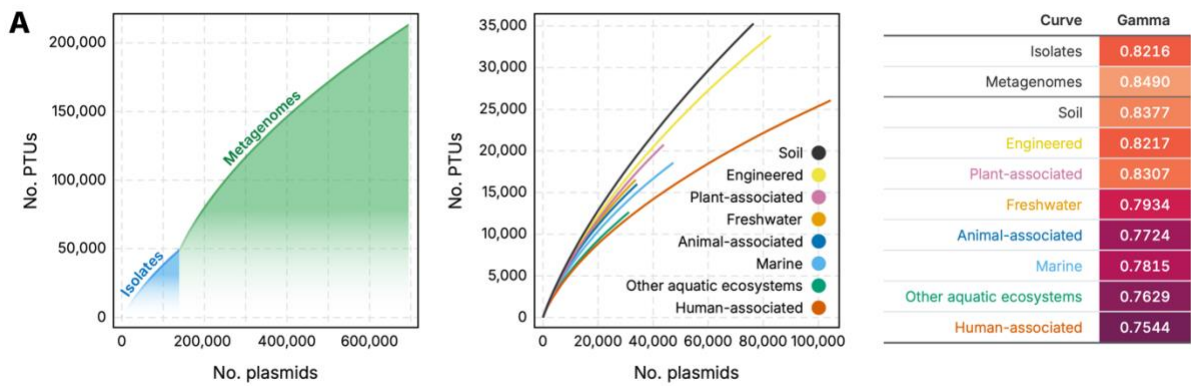 A
No. PTUs
200,000
150,000
100,000
50,000
0
Isolates
Metagenomes
0 200,000 400,000 600,000
No. plasmids
No. PTUs
35,000
30,000
25,000
20,000
15,000
10,000
5,000
0
Soil
Engineered
Plant-associated
Freshwater
Animal-associated
Marine
Other aquatic ecosystems
Human-associated
0 20,000 40,000 60,000 80,000 100,000
No. plasmids
Curve Gamma
Isolates 0.8216
Metagenomes 0.8490
Soil 0.8377
Engineered 0.8217
Plant-associated 0.8307
Freshwater 0.7934
Animal-associated 0.7724
Marine 0.7815
Other aquatic ecosystems 0.7629
Human-associated 0.7544